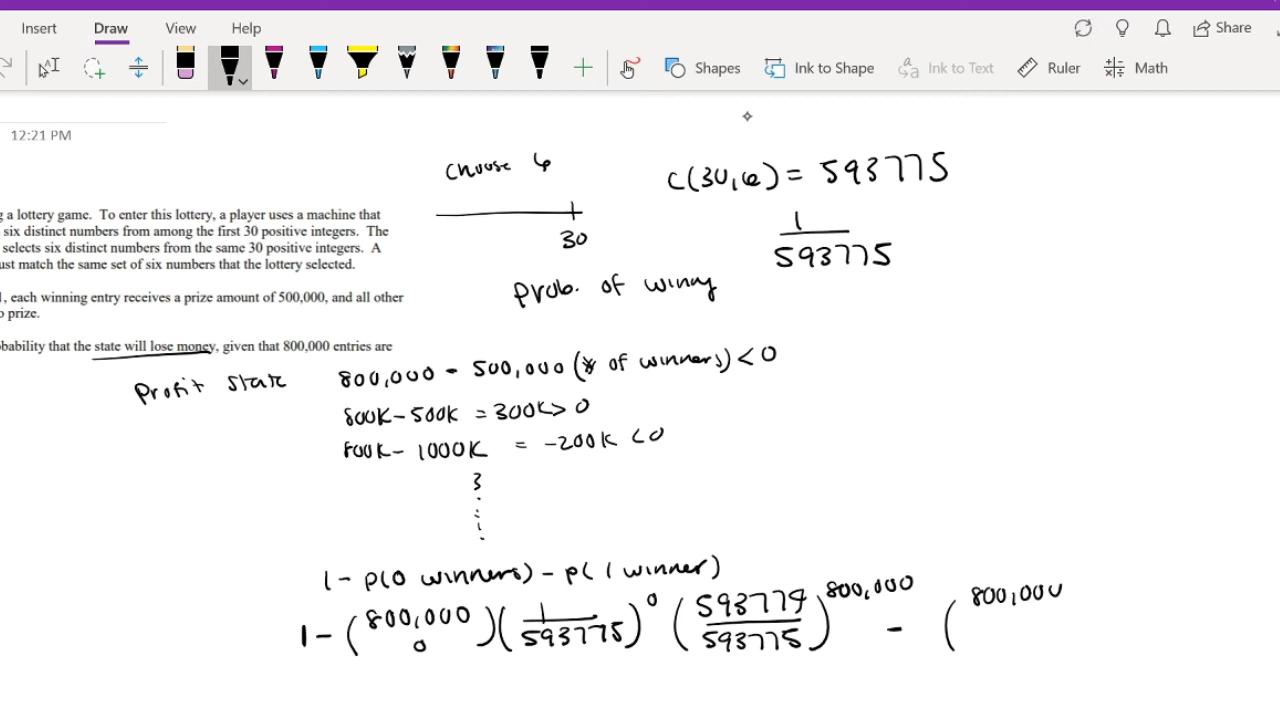 Insert Draw View Help Share
Shapes Ink to Shape Ink to Text Ruler Math
12:21 PM
g a lottery game. To enter this lottery, a player uses a machine that
six distinct numbers from among the first 30 positive integers. The
selects six distinct numbers from the same 30 positive integers. A
ust match the same set of six numbers that the lottery selected.
, each winning entry receives a prize amount of 500,000, and all other
o prize.
bability that the state will lose money, given that 800,000 entries are
choose 6
30
C(30,6) = 593775
1
593775
Prob. of winny
Profit state 800,000 - 500,000 (# of winners) < 0
800K - 500K = 300K > 0
800K - 1000K = -200K < 0
3
1 - P(0 winners) - P( 1 winner)
1 - (800,000 0)(1/593775)^0 (593774/593775)^800,000 - (800,000